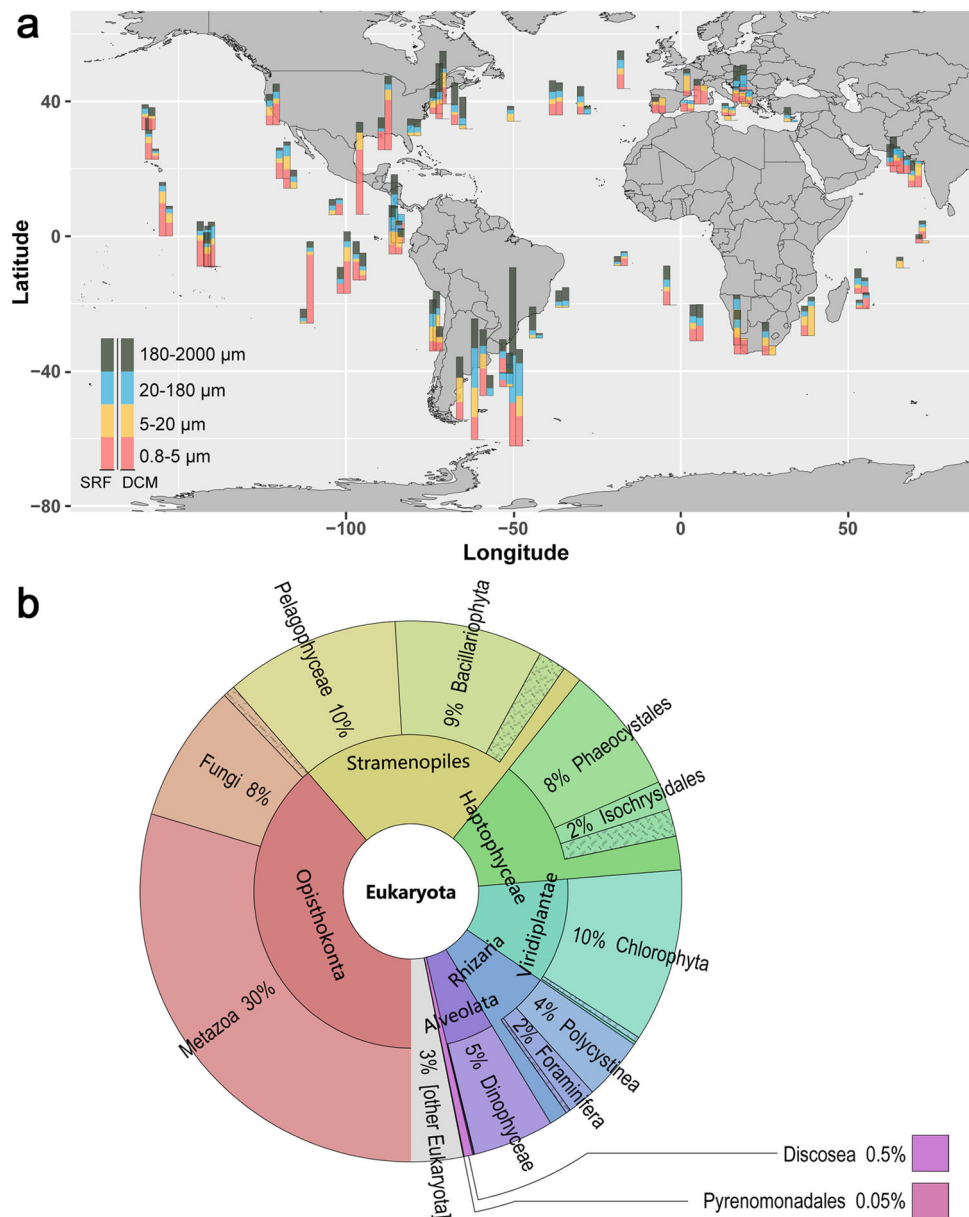 a
Latitude
40
0
−40
−80
180-2000 µm
20-180 µm
5-20 µm
0.8-5 µm
SRF DCM
−100
−50
0
50
Longitude
b
Pelagophyceae 10%
9% Bacillariophyta
Fungi 8%
Stramenopiles
8% Phaeocystales
2% Isochrysidales
Haptophyceae
Opisthokonta
Eukaryota
Viridiplantae
10% Chlorophyta
Rhizaria
Alveolata
4% Polycystinea
2% Foraminifera
Metazoa 30%
3% [other Eukaryota]
5% Dinophyceae
Discosea 0.5%
Pyrenomonadales 0.05%